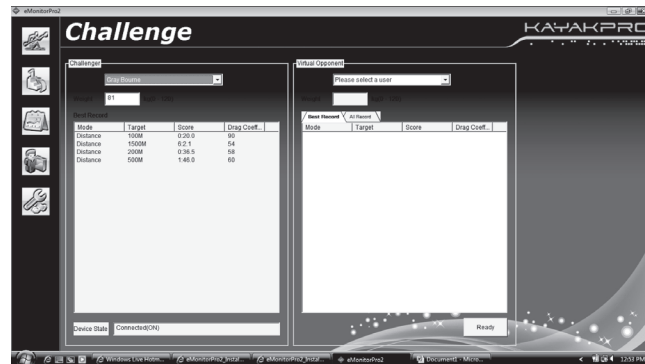 eMonitorPro2
Challenge
KAYAKPRO
Challenger
Gray Bourne
81
Best Record
Mode Target Score Drag Coeff...
Distance 100M 0:20.0 90
Distance 1500M 6:2.1 54
Distance 200M 0:36.5 58
Distance 500M 1:46.0 60
Device State Connected(ON)
Virtual Opponent
Please select a user
Best Record All Record
Mode Target Score Drag Coeff...
Ready
Windows Live Hotm... eMonitorPro2_Instal... eMonitorPro2_Instal... eMonitorPro2 Document1 - Micro... 12:53 PM